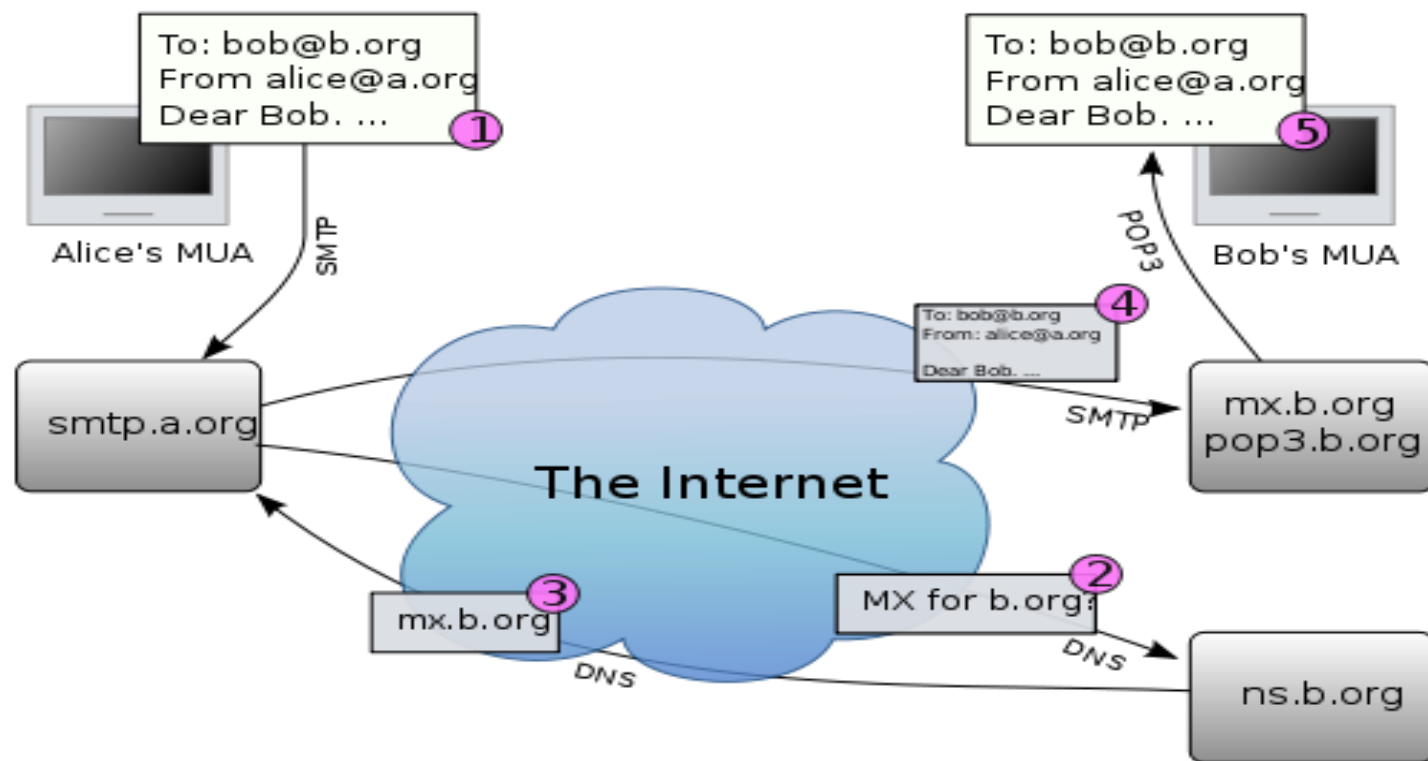 To: bob@b.org
From alice@a.org
Dear Bob. ...
1
Alice's MUA
SMTP
To: bob@b.org
From alice@a.org
Dear Bob. ...
5
Bob's MUA
POP3
To: bob@b.org
From: alice@a.org
Dear Bob. ...
4
SMTP
smtp.a.org
mx.b.org
pop3.b.org
The Internet
MX for b.org?
2
DNS
mx.b.org
3
DNS
ns.b.org